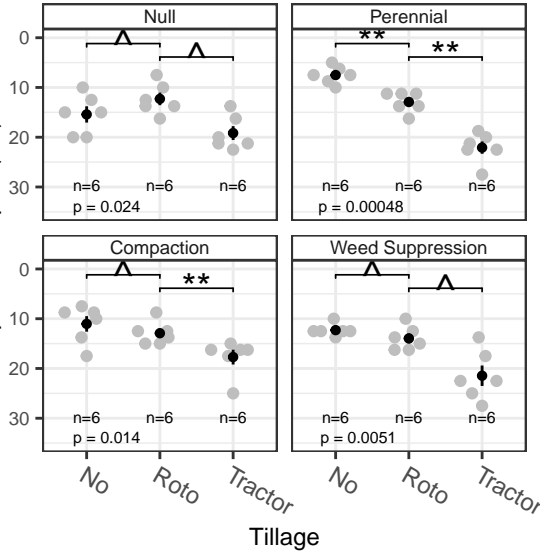 Null
Perennial
0
10
20
30
^
^
**
**
n=6 n=6 n=6
n=6 n=6 n=6
p = 0.024
p = 0.00048
Compaction
Weed Suppression
0
10
20
30
^
**
^
^
n=6 n=6 n=6
n=6 n=6 n=6
p = 0.014
p = 0.0051
No Roto Tractor
No Roto Tractor
Tillage